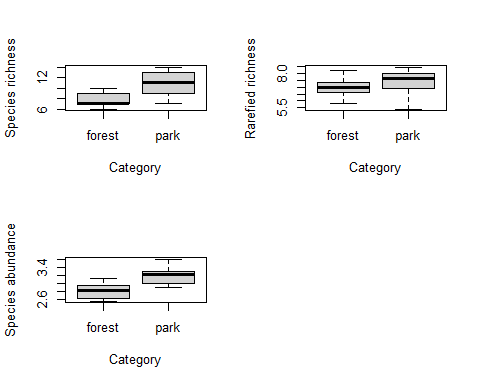 Species richness
12
6
forest park
Category
Rarefied richness
8.0
5.5
forest park
Category
Species abundance
3.4
2.6
forest park
Category